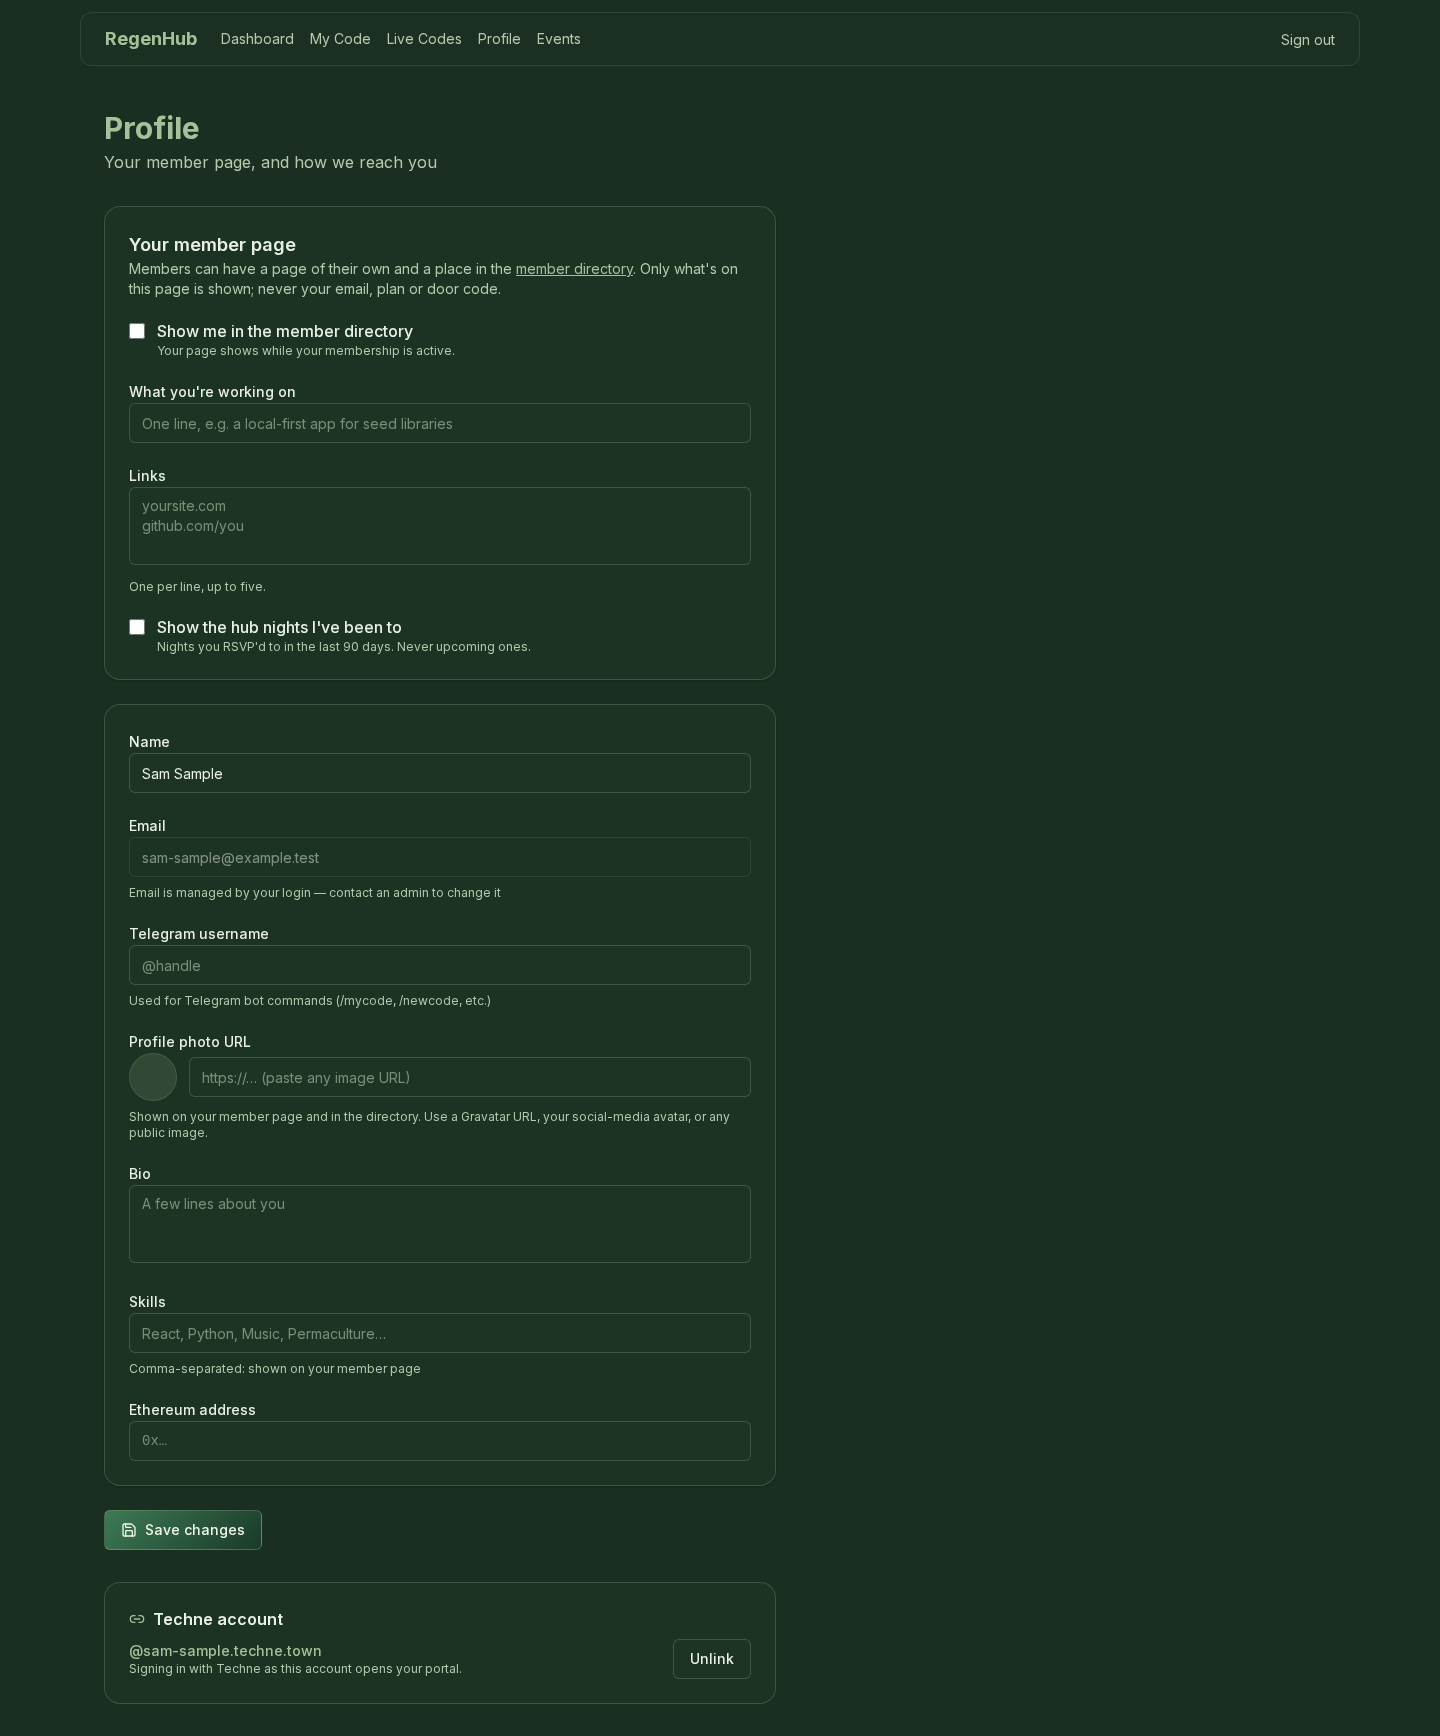 RegenHub Dashboard My Code Live Codes Profile Events Sign out
Profile
Your member page, and how we reach you
Your member page
Members can have a page of their own and a place in the member directory. Only what's on
this page is shown; never your email, plan or door code.
Show me in the member directory
Your page shows while your membership is active.
What you're working on
One line, e.g. a local-first app for seed libraries
Links
yoursite.com
github.com/you
One per line, up to five.
Show the hub nights I've been to
Nights you RSVP'd to in the last 90 days. Never upcoming ones.
Name
Sam Sample
Email
sam-sample@example.test
Email is managed by your login — contact an admin to change it
Telegram username
@handle
Used for Telegram bot commands (/mycode, /newcode, etc.)
Profile photo URL
https://… (paste any image URL)
Shown on your member page and in the directory. Use a Gravatar URL, your social-media avatar, or any
public image.
Bio
A few lines about you
Skills
React, Python, Music, Permaculture…
Comma-separated: shown on your member page
Ethereum address
0x…
Save changes
Techne account
@sam-sample.techne.town
Signing in with Techne as this account opens your portal.
Unlink